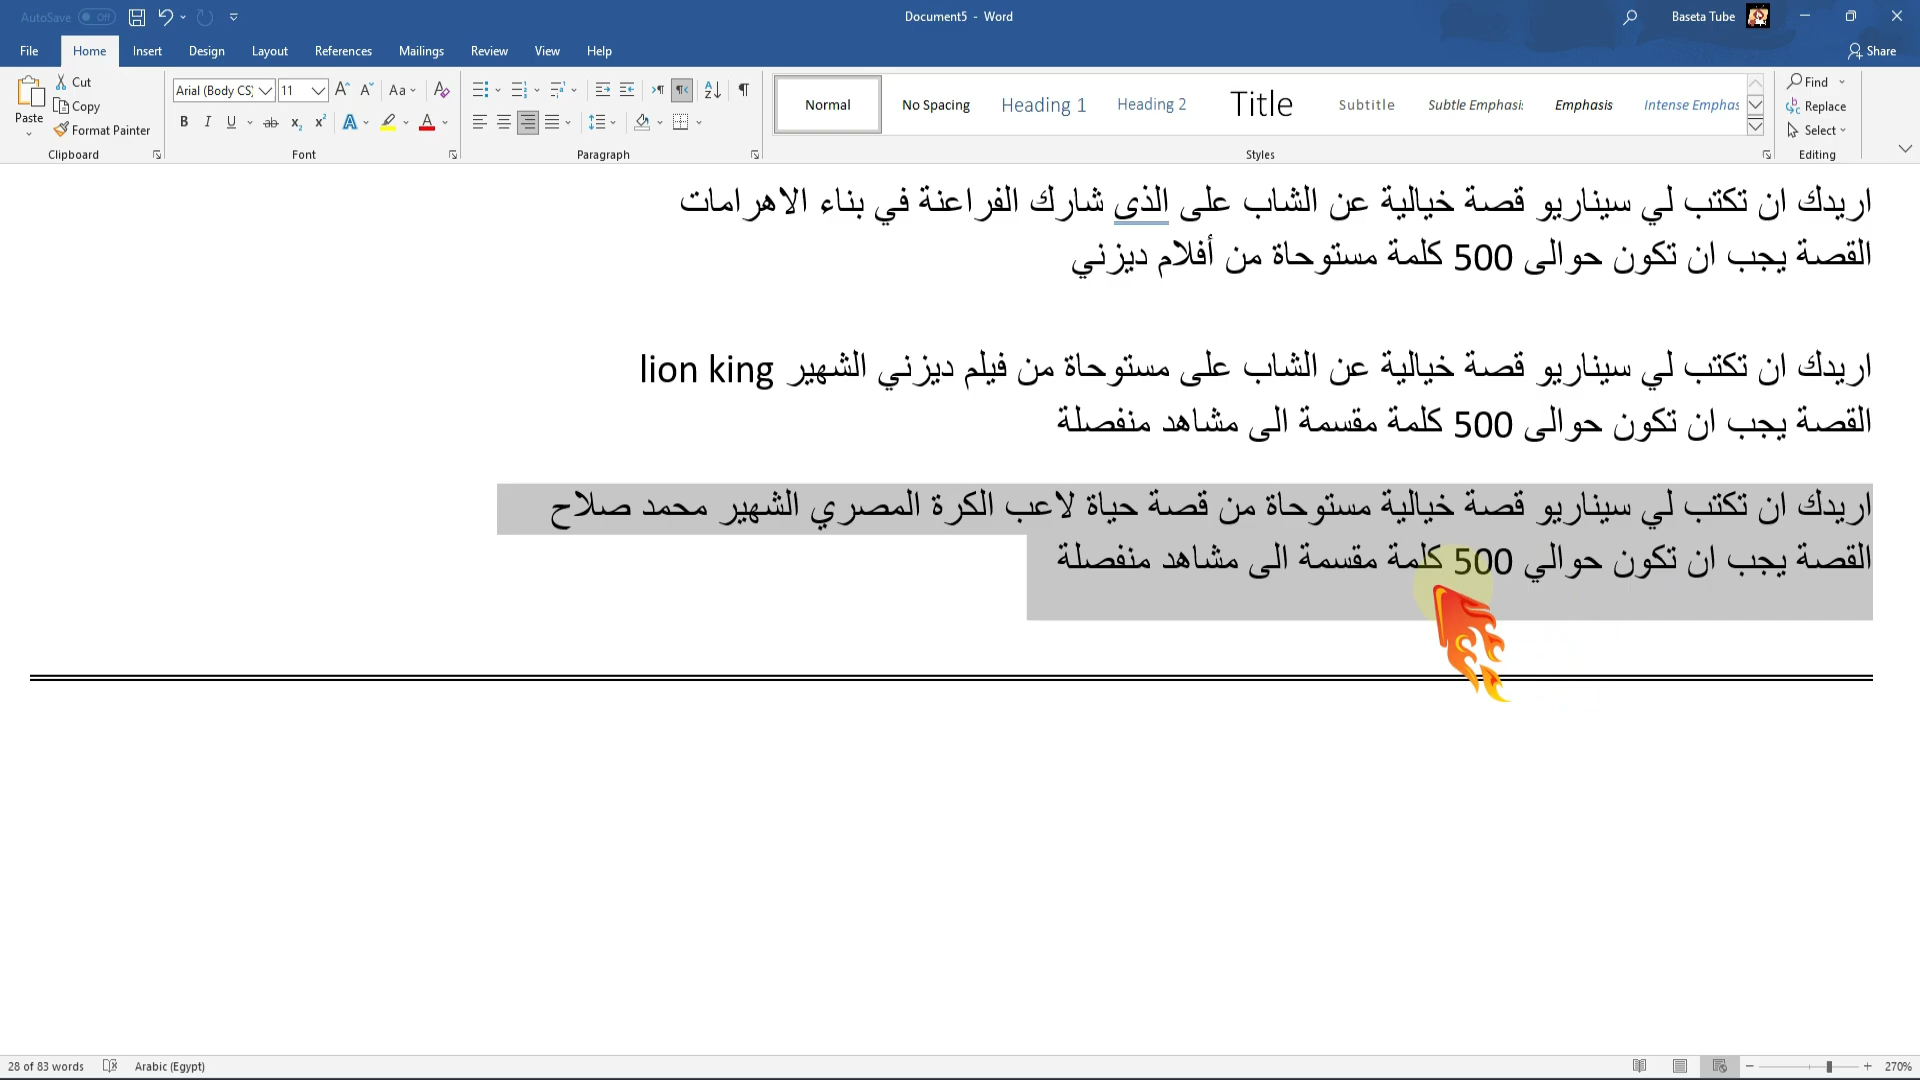 AutoSave Off
Document5 - Word
Baseta Tube
File Home Insert Design Layout References Mailings Review View Help Share
Paste
Cut
Copy
Format Painter
Clipboard
Arial (Body CS) 11
Aa
B I U ab x₂ x²
A A
Font
Paragraph
Normal No Spacing Heading 1 Heading 2 Title Subtitle Subtle Emphasis Emphasis Intense Emphas
Styles
Find
Replace
Select
Editing
اريدك ان تكتب لي سيناريو قصة خيالية عن الشاب على الذى شارك الفراعنة في بناء الاهرامات
القصة يجب ان تكون حوالى 500 كلمة مستوحاة من أفلام ديزني
اريدك ان تكتب لي سيناريو قصة خيالية عن الشاب على مستوحاة من فيلم ديزني الشهير lion king
القصة يجب ان تكون حوالى 500 كلمة مقسمة الى مشاهد منفصلة
اريدك ان تكتب لي سيناريو قصة خيالية مستوحاة من قصة حياة لاعب الكرة المصري الشهير محمد صلاح
القصة يجب ان تكون حوالي 500 كلمة مقسمة الى مشاهد منفصلة
28 of 83 words Arabic (Egypt) 270%